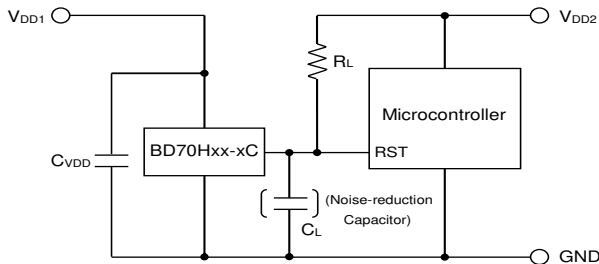 VDD1
VDD2
RL
Microcontroller
BD70Hxx-xC
RST
CVDD
(Noise-reduction
Capacitor)
CL
GND